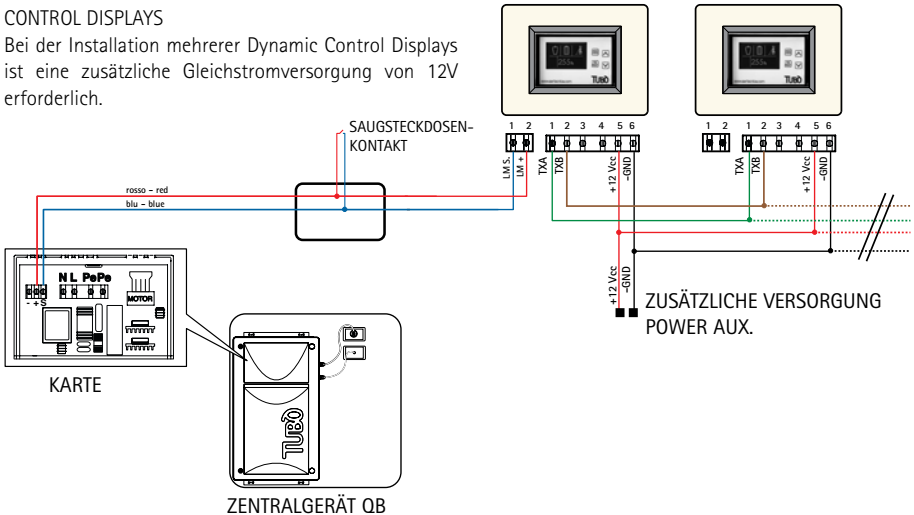 CONTROL DISPLAYS
Bei der Installation mehrerer Dynamic Control Displays
ist eine zusätzliche Gleichstromversorgung von 12V
erforderlich.
SAUGSTECKDOSEN-
KONTAKT
TUBÒ
TUBÒ
1 2 1 2 3 4 5 6
1 2 1 2 3 4 5 6
LM S.
LM +
TXA
TXB
+12 Vcc
-GND
TXA
TXB
+12 Vcc
-GND
rosso - red
blu - blue
N L PePe
- + S
MOTOR
KARTE
+12 Vcc
-GND
ZUSÄTZLICHE VERSORGUNG
POWER AUX.
TUBÒ
ZENTRALGERÄT QB